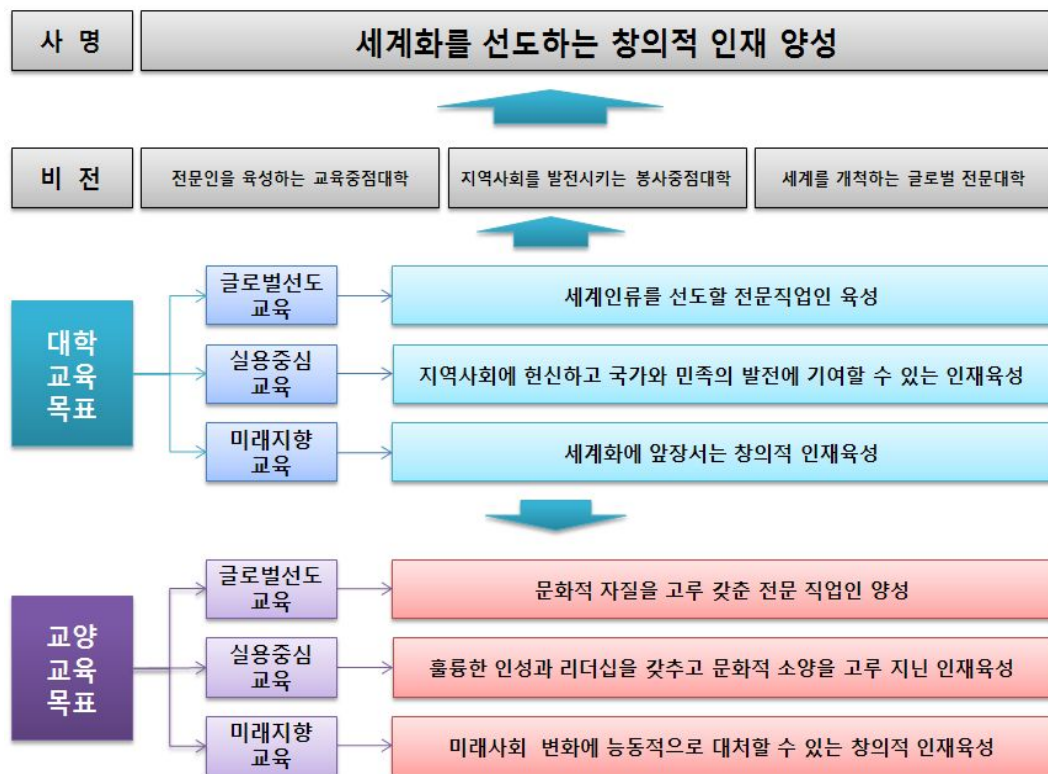 사 명
세계화를 선도하는 창의적 인재 양성
비 전
전문인을 육성하는 교육중점대학
지역사회를 발전시키는 봉사중점대학
세계를 개척하는 글로벌 전문대학
대학
교육
목표
글로벌선도
교육
세계인류를 선도할 전문직업인 육성
실용중심
교육
지역사회에 헌신하고 국가와 민족의 발전에 기여할 수 있는 인재육성
미래지향
교육
세계화에 앞장서는 창의적 인재육성
교양
교육
목표
글로벌선도
교육
문화적 자질을 고루 갖춘 전문 직업인 양성
실용중심
교육
훌륭한 인성과 리더십을 갖추고 문화적 소양을 고루 지닌 인재육성
미래지향
교육
미래사회 변화에 능동적으로 대처할 수 있는 창의적 인재육성